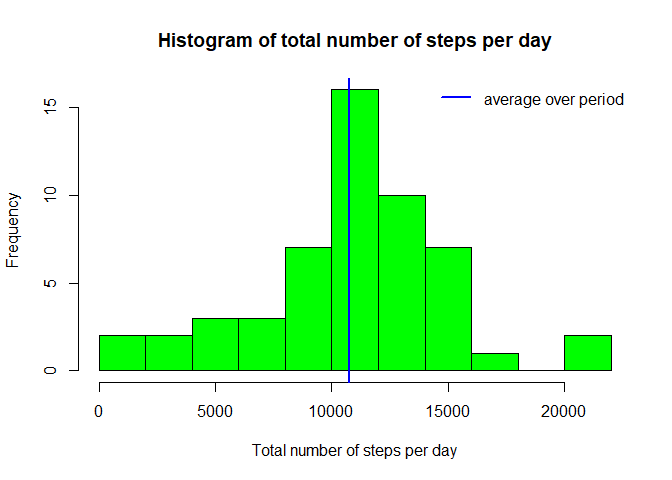 Histogram of total number of steps per day
average over period
Frequency
15
10
5
0
0 5000 10000 15000 20000
Total number of steps per day